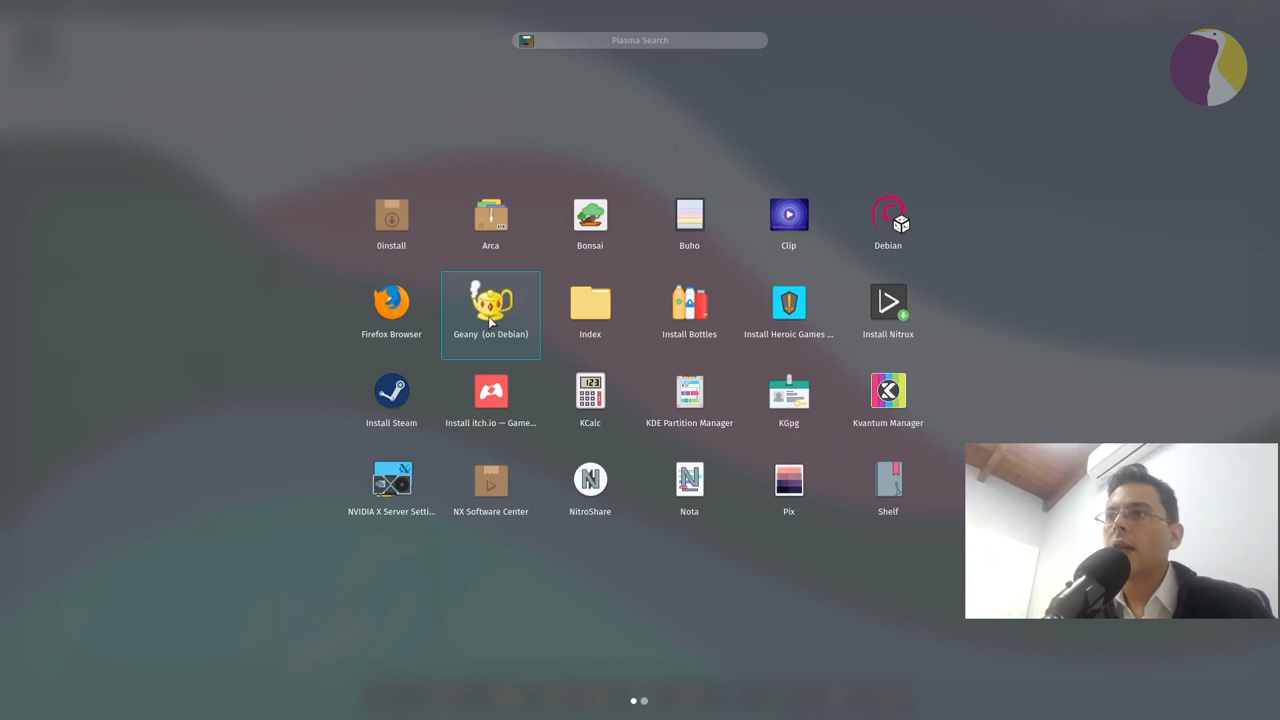 Plasma Search
0install
Arca
Bonsai
Buho
Clip
Debian
Firefox Browser
Geany (on Debian)
Index
Install Bottles
Install Heroic Games ...
Install Nitrux
Install Steam
Install itch.io — Game...
KCalc
KDE Partition Manager
KGpg
Kvantum Manager
NVIDIA X Server Setti...
NX Software Center
NitroShare
Nota
Pix
Shelf